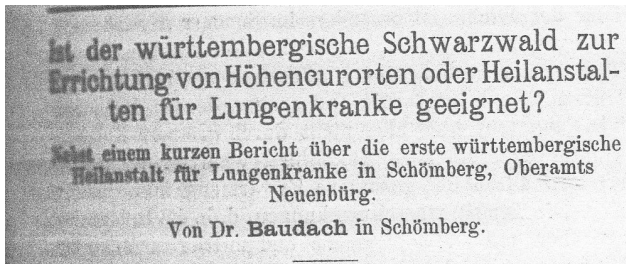 Ist der württembergische Schwarzwald zur
Errichtung von Höhencurorten oder Heilanstal-
ten für Lungenkranke geeignet?
Nebst einem kurzen Bericht über die erste württembergische
Heilanstalt für Lungenkranke in Schömberg, Oberamts
Neuenbürg.
Von Dr. Baudach in Schömberg.